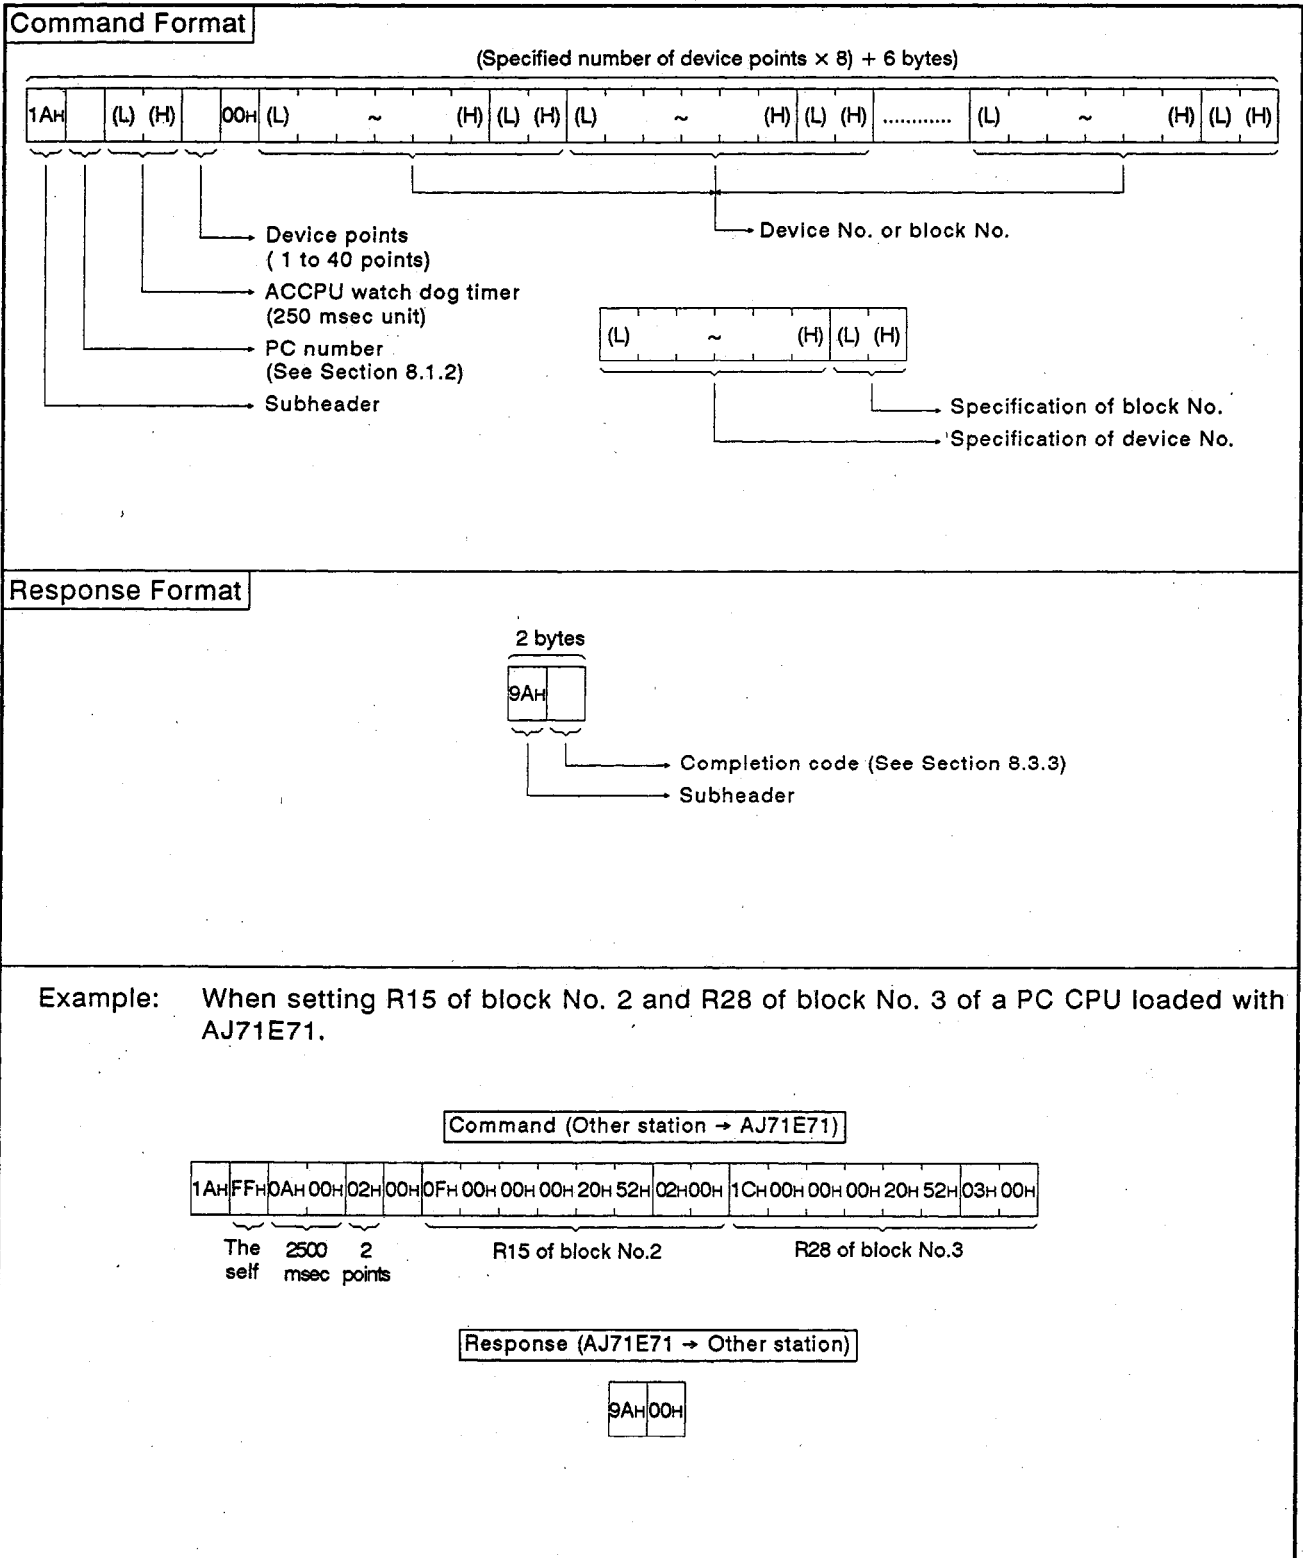 Command Format
(Specified number of device points × 8) + 6 bytes)
1AH (L) (H) 00H (L) ~ (H) (L) (H) (L) ~ (H) (L) (H) ............ (L) ~ (H) (L) (H)
Device No. or block No.
Device points
( 1 to 40 points)
ACCPU watch dog timer
(250 msec unit)
PC number
(See Section 8.1.2)
Subheader
(L) ~ (H) (L) (H)
Specification of block No.
Specification of device No.
Response Format
2 bytes
9AH
Completion code (See Section 8.3.3)
Subheader
Example: When setting R15 of block No. 2 and R28 of block No. 3 of a PC CPU loaded with
AJ71E71.
Command (Other station → AJ71E71)
1AH FFH 0AH 00H 02H 00H 0FH 00H 00H 00H 20H 52H 02H 00H 1CH 00H 00H 00H 20H 52H 03H 00H
The self
2500 msec
2 points
R15 of block No.2
R28 of block No.3
Response (AJ71E71 → Other station)
9AH 00H